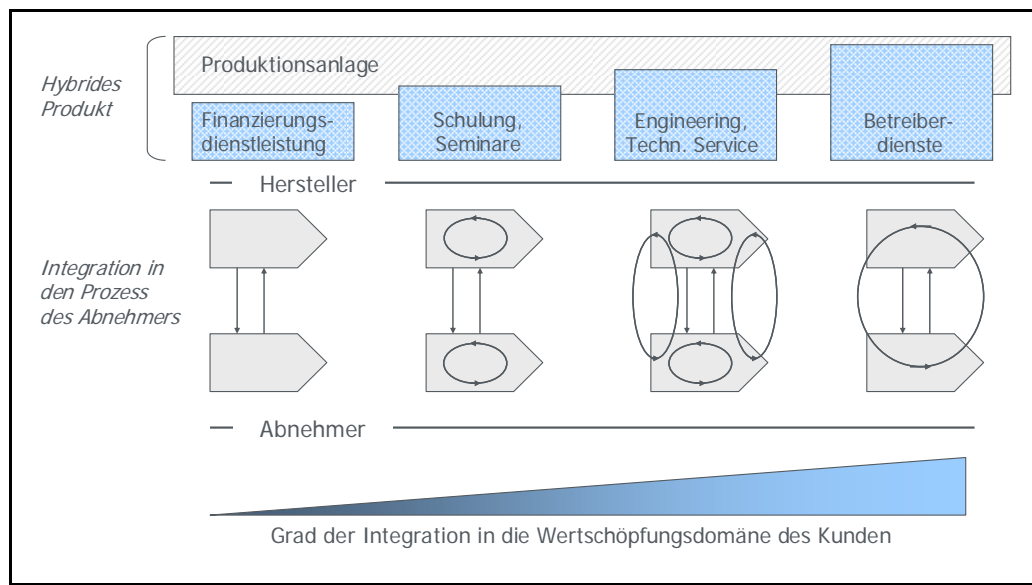 Hybrides
Produkt
Produktionsanlage
Finanzierungs-
dienstleistung
Schulung,
Seminare
Engineering,
Techn. Service
Betreiber-
dienste
Hersteller
Integration in
den Prozess
des Abnehmers
Abnehmer
Grad der Integration in die Wertschöpfungsdomäne des Kunden